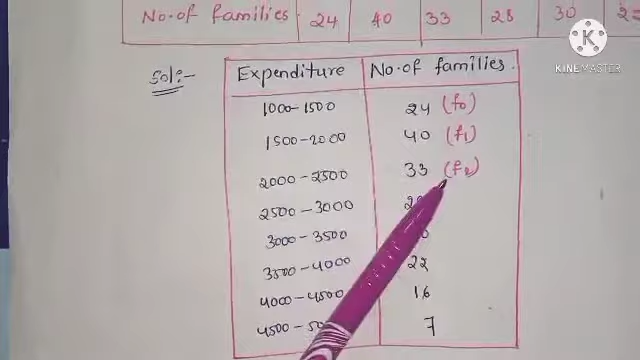 No.of families 24 40 33 28 30
KINEMASTER
Sol:-
Expenditure No.of families.
1000-1500 24 (f0)
1500-2000 40 (f1)
2000-2500 33 (f2)
2500-3000
3000-3500
3500-4000 22
4000-4500 16
4500- 7